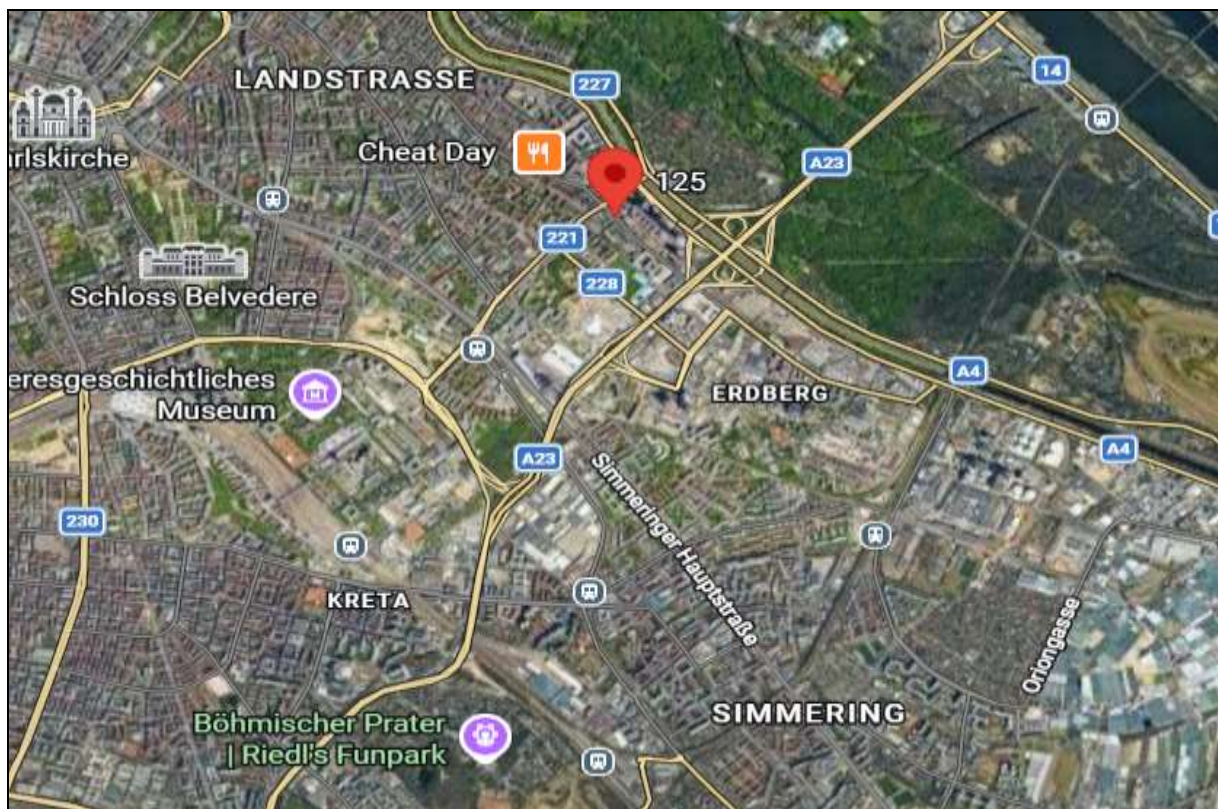 LANDSTRASSE
227
14
arlskirche
Cheat Day
A23
125
221
Schloss Belvedere
228
eresgeschichtliches
Museum
ERDBERG
A4
A4
A23
Simmeringer Hauptstraße
230
KRETA
Oriongasse
SIMMERING
Böhmischer Prater
| Riedl's Funpark